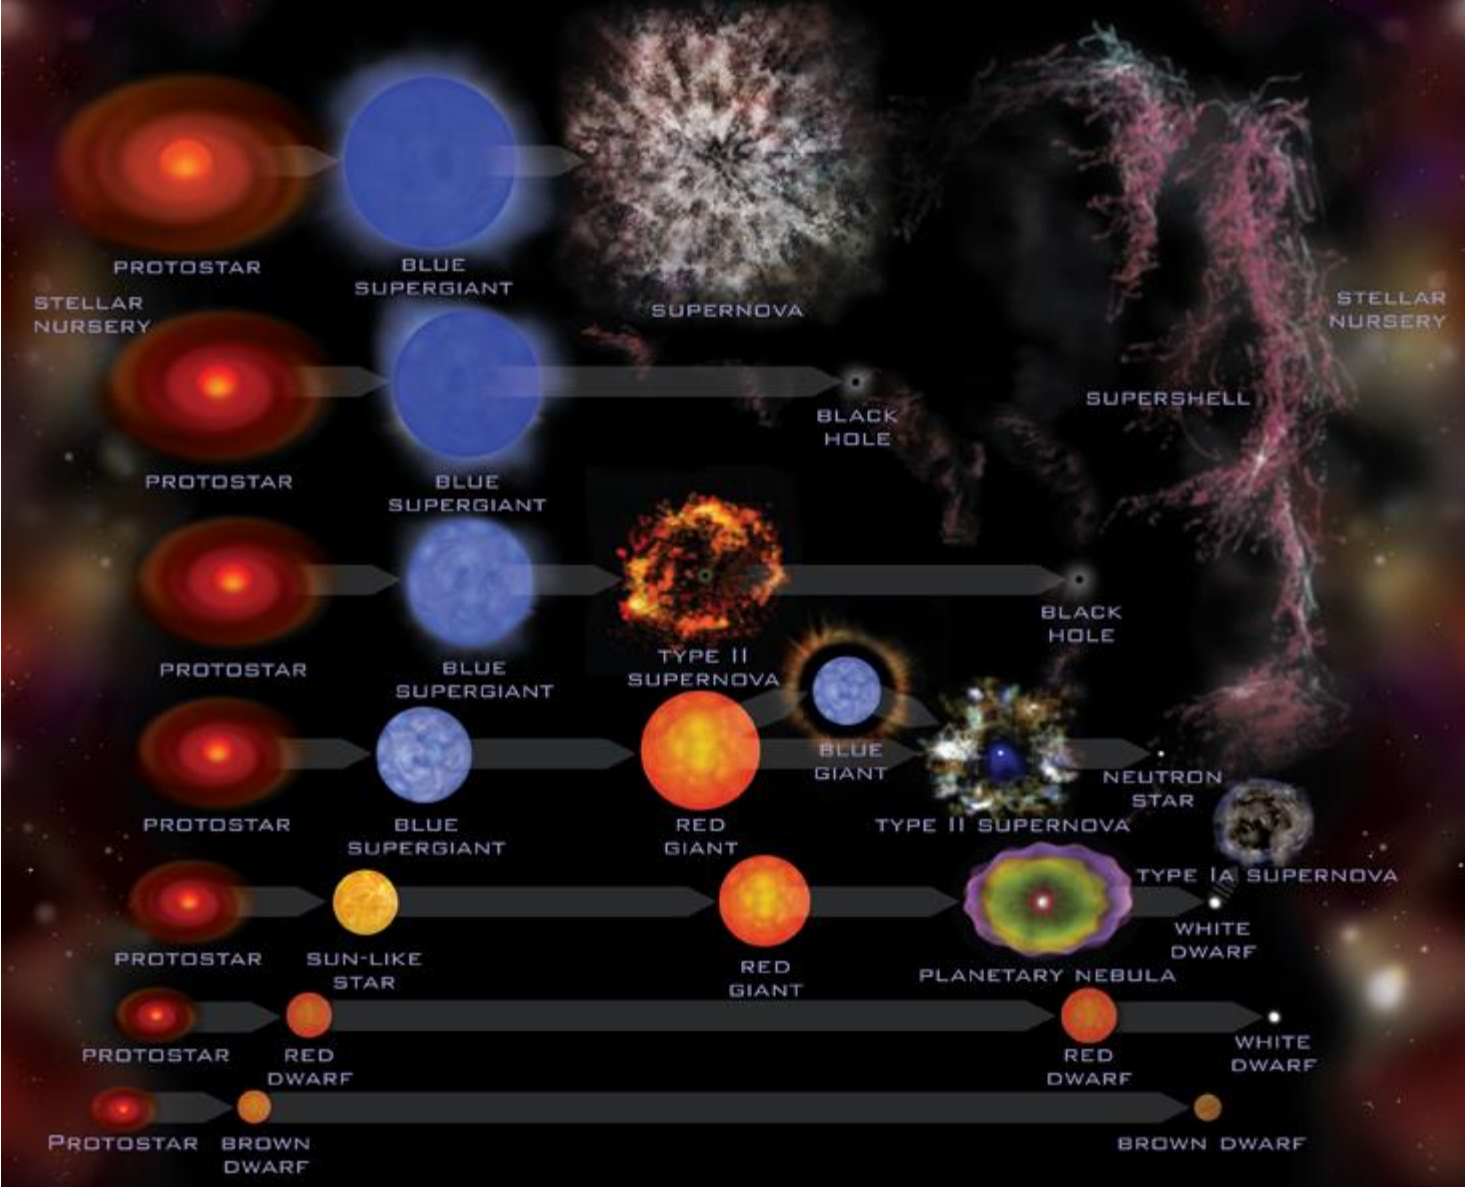 PROTOSTAR
BLUE
SUPERGIANT
SUPERNOVA
STELLAR
NURSERY
STELLAR
NURSERY
PROTOSTAR
BLUE
SUPERGIANT
BLACK
HOLE
SUPERSHELL
PROTOSTAR
BLUE
SUPERGIANT
TYPE II
SUPERNOVA
BLACK
HOLE
PROTOSTAR
BLUE
SUPERGIANT
RED
GIANT
BLUE
GIANT
TYPE II SUPERNOVA
NEUTRON
STAR
PROTOSTAR
SUN-LIKE
STAR
RED
GIANT
PLANETARY NEBULA
TYPE IA SUPERNOVA
WHITE
DWARF
PROTOSTAR
RED
DWARF
RED
DWARF
WHITE
DWARF
PROTOSTAR
BROWN
DWARF
BROWN DWARF